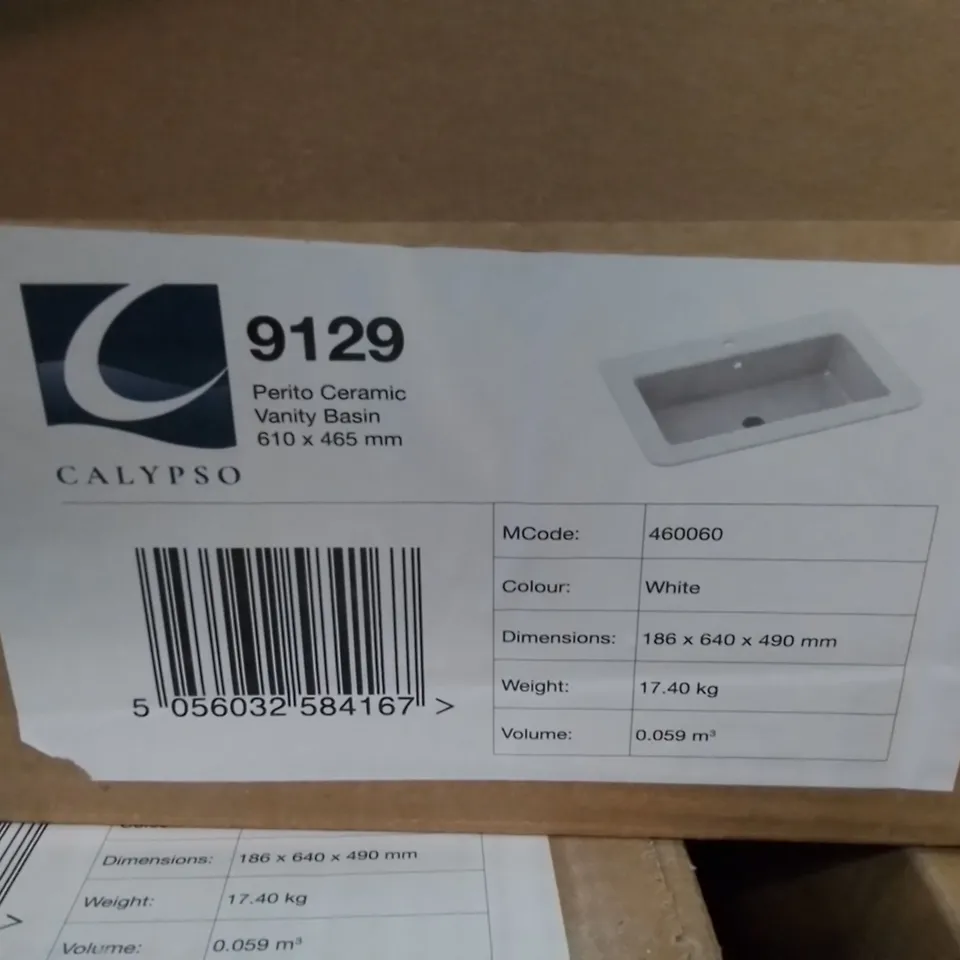 9129
Perito Ceramic
Vanity Basin
610 x 465 mm
CALYPSO
5 056032 584167 >
MCode: 460060
Colour: White
Dimensions: 186 x 640 x 490 mm
Weight: 17.40 kg
Volume: 0.059 m³
Dimensions: 186 x 640 x 490 mm
Weight: 17.40 kg
>
Volume: 0.059 m³